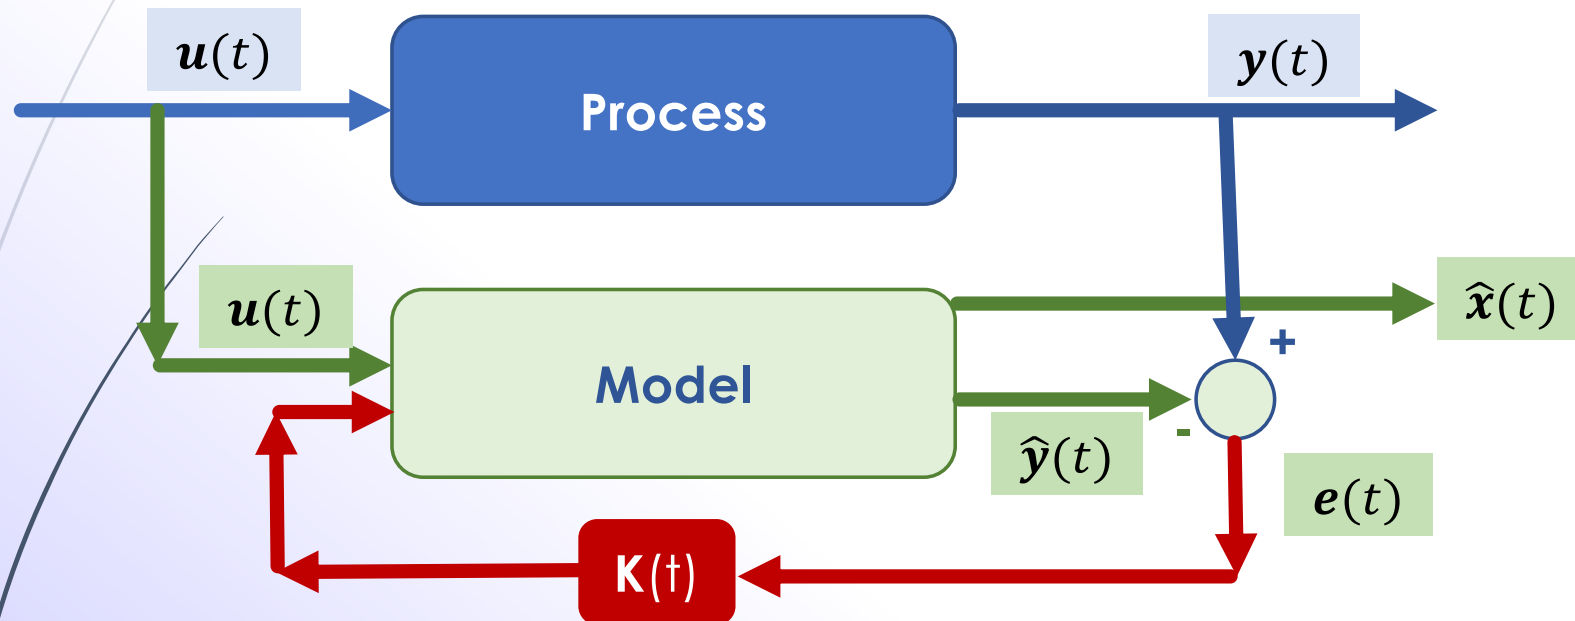 u(t)
Process
y(t)
u(t)
Model
x̂(t)
+
-
ŷ(t)
e(t)
K(t)